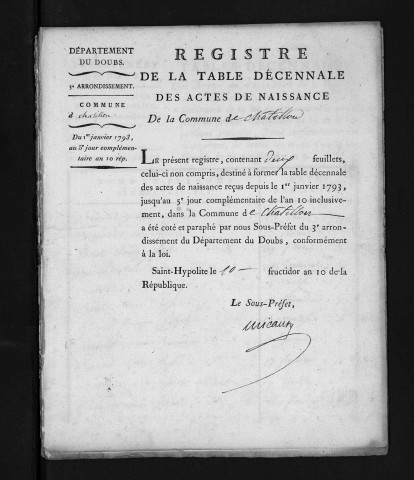 DÉPARTEMENT
DU DOUBS.
3e ARRONDISSEMENT.
COMMUNE
d chatillon
Du 1er janvier 1793,
au 5e jour complémen-
taire an 10 rép.
REGISTRE
DE LA TABLE DÉCENNALE
DES ACTES DE NAISSANCE
De la Commune de chatillon
LE présent registre, contenant deux feuillets,
celui-ci non compris, destiné à former la table décennale
des actes de naissance reçus depuis le 1er janvier 1793,
jusqu'au 5e jour complémentaire de l'an 10 inclusive-
ment, dans la Commune de chatillon
a été coté et paraphé par nous Sous-Préfet du 3e arron-
dissement du Département du Doubs, conformément
à la loi.
Saint-Hypolite le 10 fructidor an 10 de la
République.
Le Sous-Préfet,